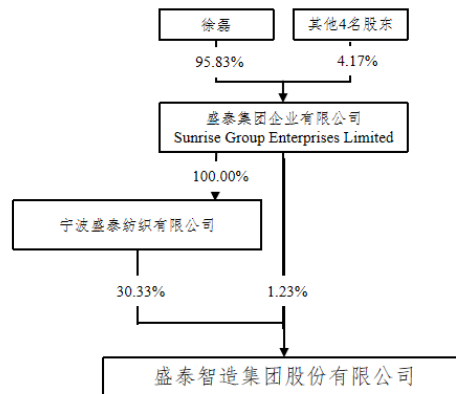 徐磊
其他4名股东
95.83%
4.17%
盛泰集团企业有限公司
Sunrise Group Enterprises Limited
100.00%
宁波盛泰纺织有限公司
30.33%
1.23%
盛泰智造集团股份有限公司